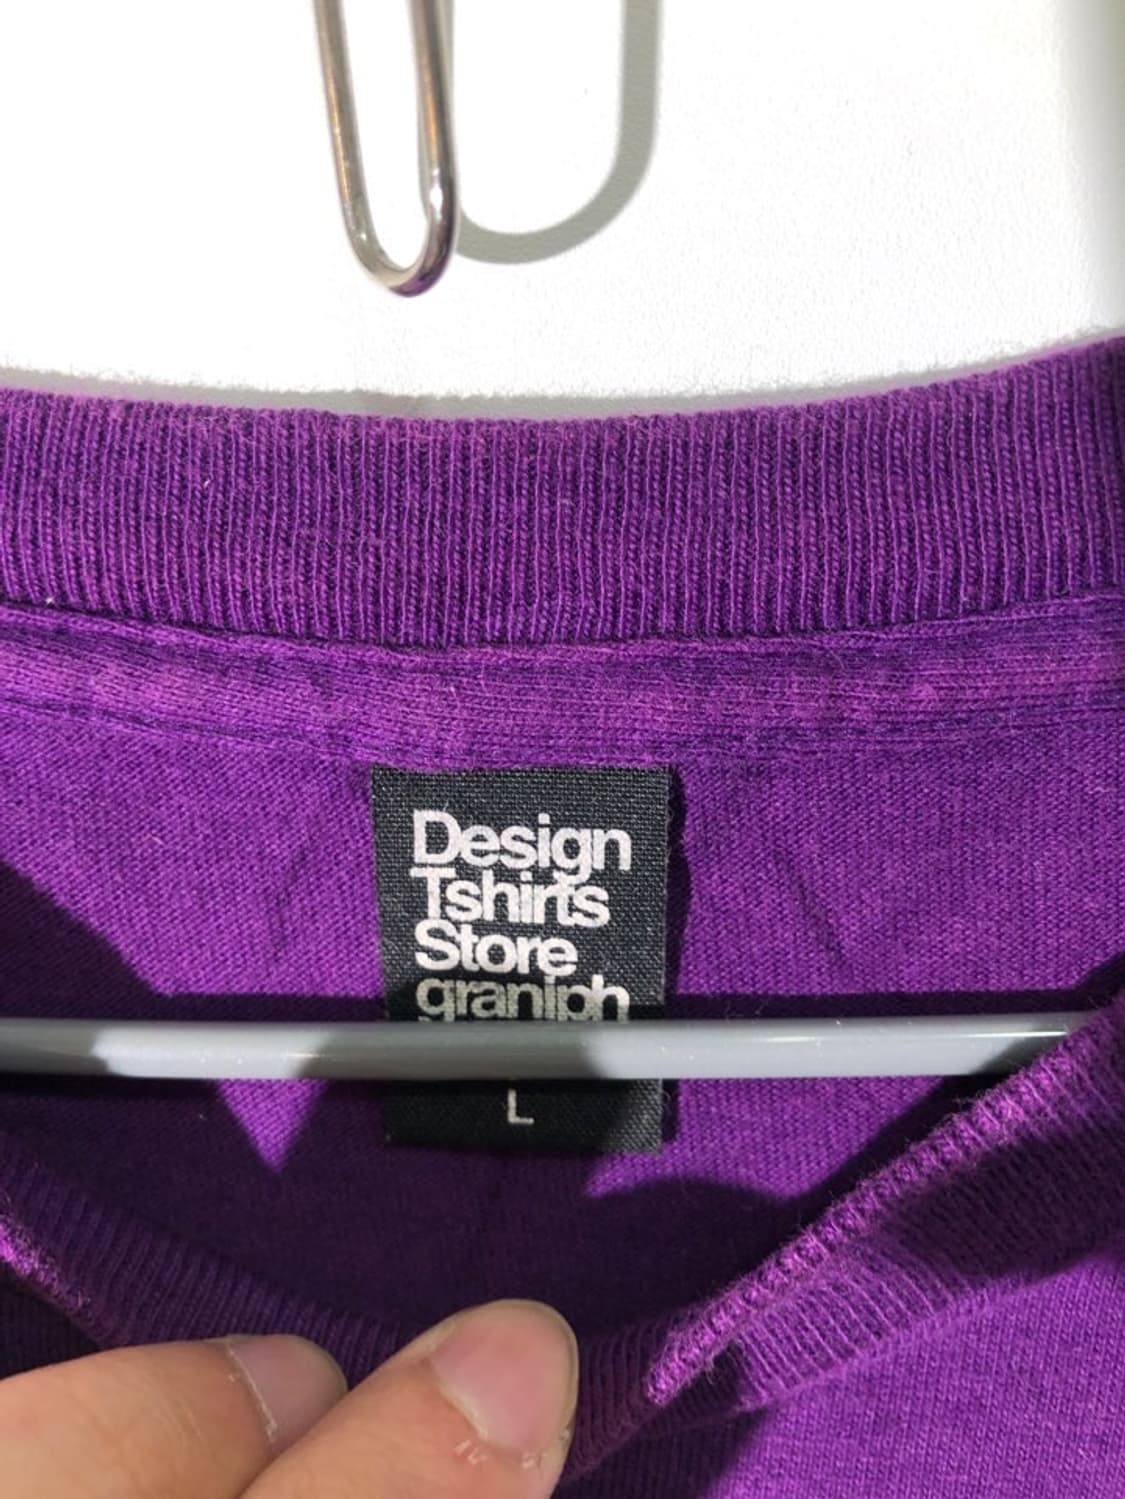 Design
Tshirts
Store
graniph
L